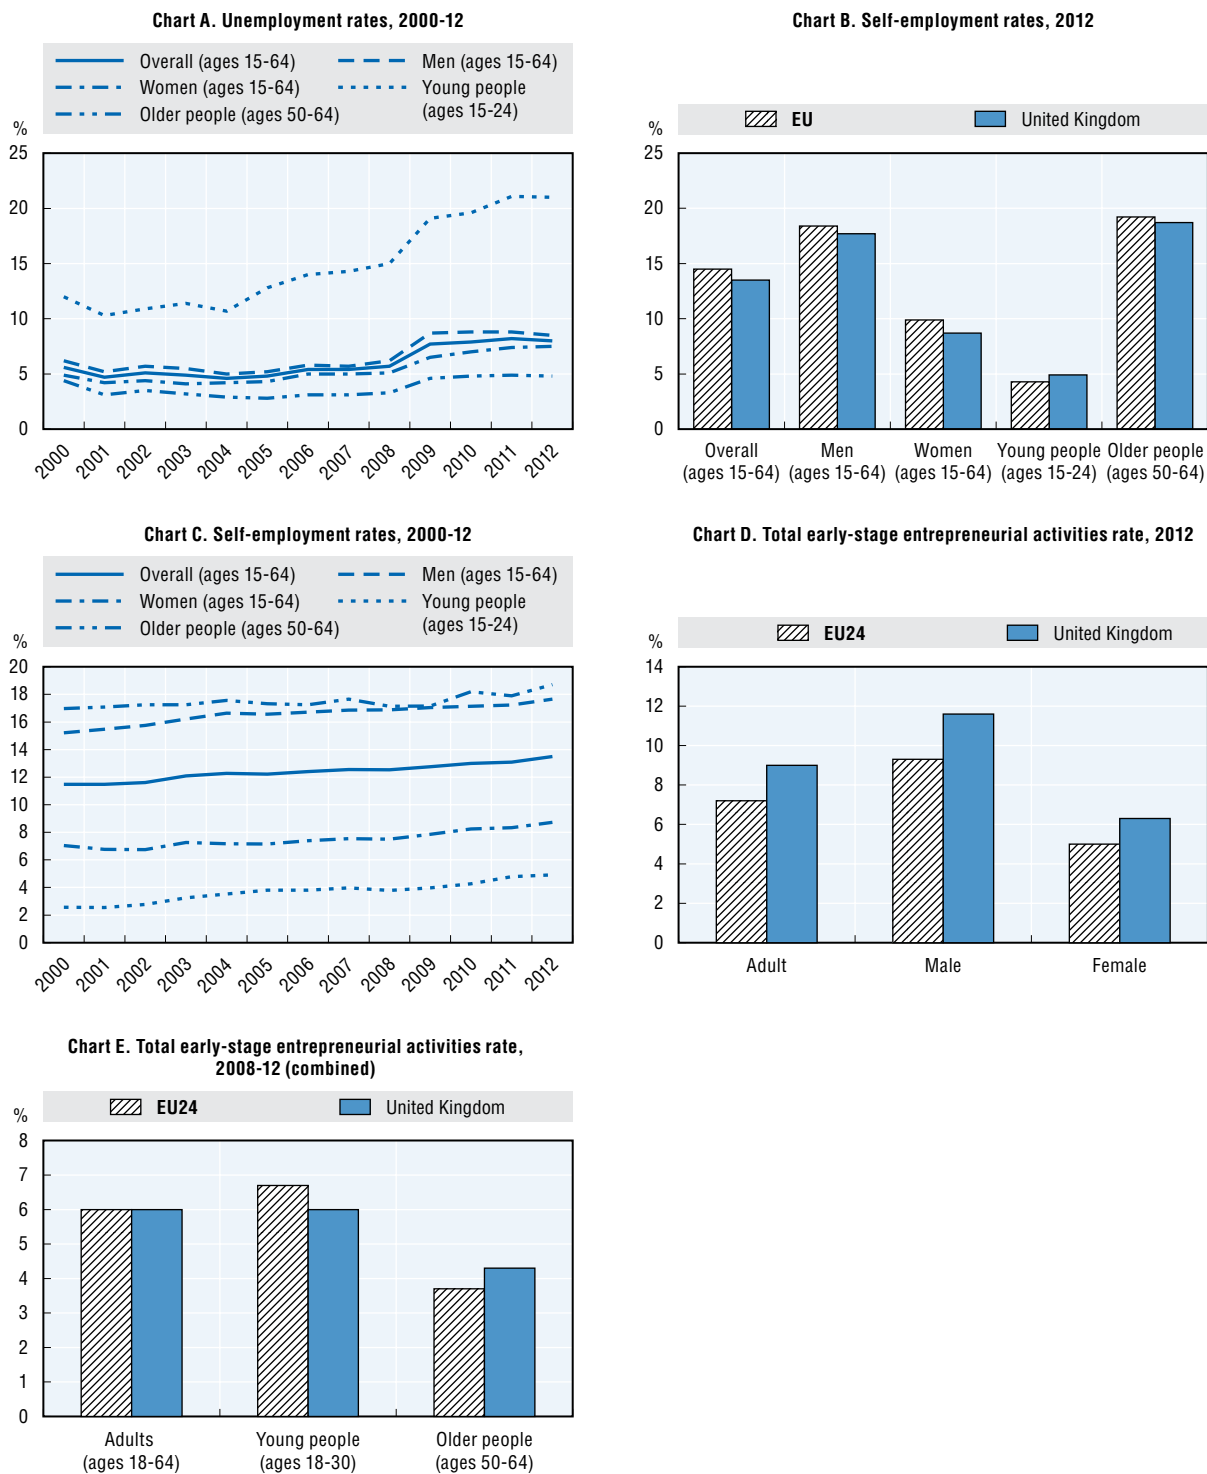 Chart A. Unemployment rates, 2000-12
Overall (ages 15-64)
Men (ages 15-64)
Women (ages 15-64)
Young people
(ages 15-24)
Older people (ages 50-64)
%
25
20
15
10
5
0
2000
2001
2002
2003
2004
2005
2006
2007
2008
2009
2010
2011
2012
Chart B. Self-employment rates, 2012
EU
United Kingdom
%
25
20
15
10
5
0
Overall
(ages 15-64)
Men
(ages 15-64)
Women
(ages 15-64)
Young people
(ages 15-24)
Older people
(ages 50-64)
Chart C. Self-employment rates, 2000-12
Overall (ages 15-64)
Men (ages 15-64)
Women (ages 15-64)
Young people
(ages 15-24)
Older people (ages 50-64)
%
20
18
16
14
12
10
8
6
4
2
0
2000
2001
2002
2003
2004
2005
2006
2007
2008
2009
2010
2011
2012
Chart D. Total early-stage entrepreneurial activities rate, 2012
EU24
United Kingdom
%
14
12
10
8
6
4
2
0
Adult
Male
Female
Chart E. Total early-stage entrepreneurial activities rate,
2008-12 (combined)
EU24
United Kingdom
%
8
7
6
5
4
3
2
1
0
Adults
(ages 18-64)
Young people
(ages 18-30)
Older people
(ages 50-64)